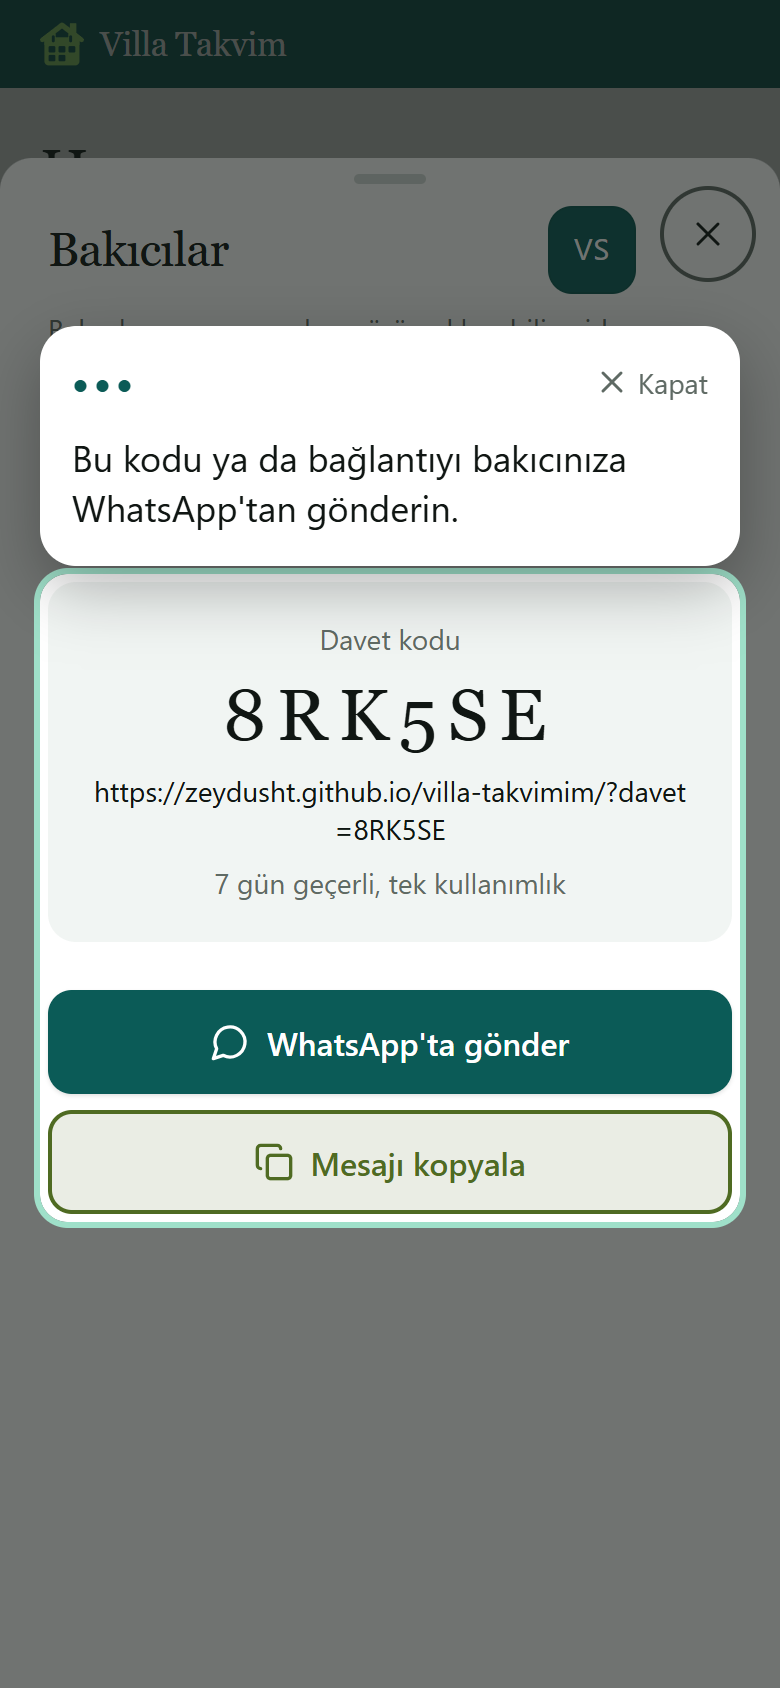 Villa Takvim
Bakıcılar
VS
Kapat
Bu kodu ya da bağlantıyı bakıcınıza
WhatsApp'tan gönderin.
Davet kodu
8RK5SE
https://zeydusht.github.io/villa-takvimim/?davet
=8RK5SE
7 gün geçerli, tek kullanımlık
WhatsApp'ta gönder
Mesajı kopyala